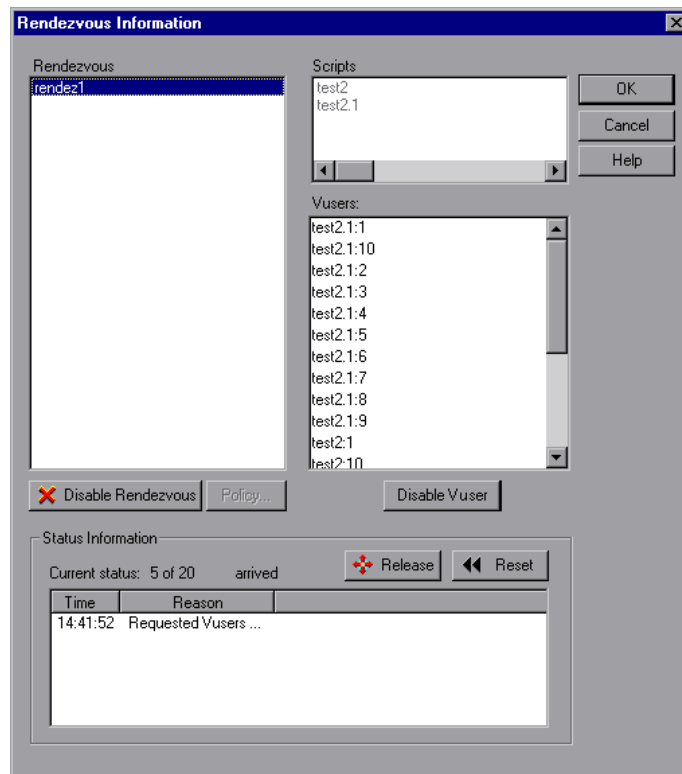 Rendezvous Information
Rendezvous
rendez1
Scripts
test2
test2.1
OK
Cancel
Help
Vusers:
test2.1:1
test2.1:10
test2.1:2
test2.1:3
test2.1:4
test2.1:5
test2.1:6
test2.1:7
test2.1:8
test2.1:9
test2:1
test2:10
Disable Rendezvous
Policy...
Disable Vuser
Status Information
Current status: 5 of 20 arrived
Release
Reset
Time Reason
14:41:52 Requested Vusers ...